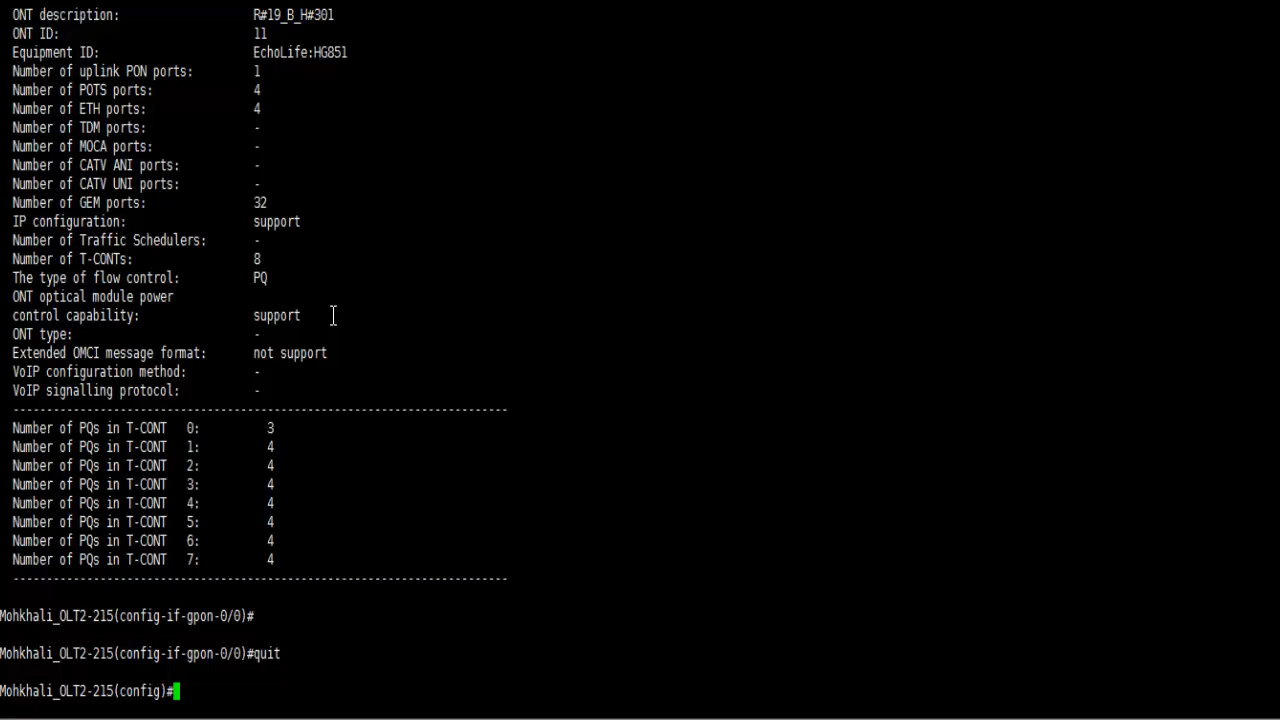 ONT description: R#19_B_H#301
ONT ID: 11
Equipment ID: EchoLife:HG851
Number of uplink PON ports: 1
Number of POTS ports: 4
Number of ETH ports: 4
Number of TDM ports: -
Number of MOCA ports: -
Number of CATV ANI ports: -
Number of CATV UNI ports: -
Number of GEM ports: 32
IP configuration: support
Number of Traffic Schedulers: -
Number of T-CONTs: 8
The type of flow control: PQ
ONT optical module power
control capability: support
ONT type: -
Extended OMCI message format: not support
VoIP configuration method: -
VoIP signalling protocol: -
--------------------------------------------------------------------------
Number of PQs in T-CONT 0: 3
Number of PQs in T-CONT 1: 4
Number of PQs in T-CONT 2: 4
Number of PQs in T-CONT 3: 4
Number of PQs in T-CONT 4: 4
Number of PQs in T-CONT 5: 4
Number of PQs in T-CONT 6: 4
Number of PQs in T-CONT 7: 4
--------------------------------------------------------------------------
Mohkhali_OLT2-215(config-if-gpon-0/0)#
Mohkhali_OLT2-215(config-if-gpon-0/0)#quit
Mohkhali_OLT2-215(config)#